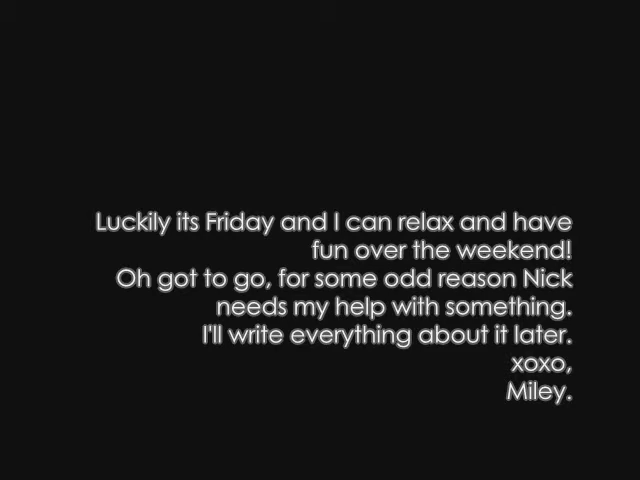 Luckily its Friday and I can relax and have
fun over the weekend!
Oh got to go, for some odd reason Nick
needs my help with something.
I'll write everything about it later.
xoxo,
Miley.